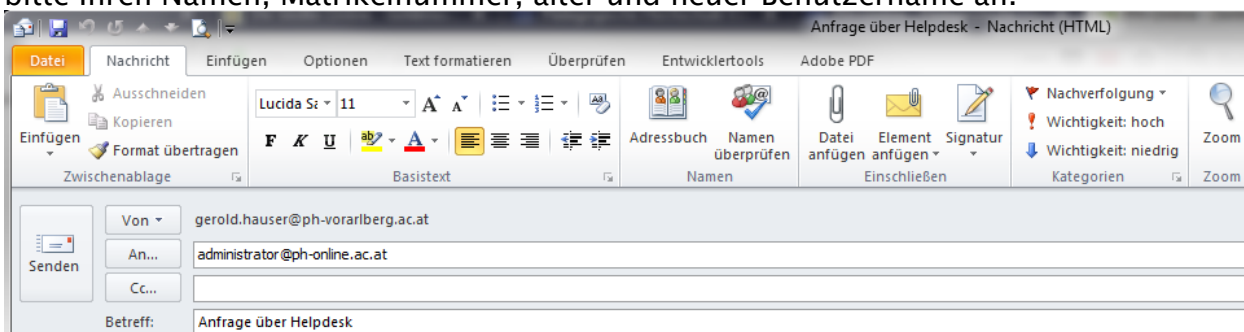 bitte Ihren Namen, Matrikelnummer, alter und neuer Benutzername an.
Anfrage über Helpdesk - Nachricht (HTML)
Datei Nachricht Einfügen Optionen Text formatieren Überprüfen Entwicklertools Adobe PDF
Einfügen
Ausschneiden
Kopieren
Format übertragen
Zwischenablage
Lucida Sa 11
F K U
Basistext
Adressbuch
Namen überprüfen
Namen
Datei anfügen
Element anfügen
Signatur
Einschließen
Nachverfolgung
Wichtigkeit: hoch
Wichtigkeit: niedrig
Kategorien
Zoom
Zoom
Senden
Von gerold.hauser@ph-vorarlberg.ac.at
An... administrator@ph-online.ac.at
Cc...
Betreff: Anfrage über Helpdesk